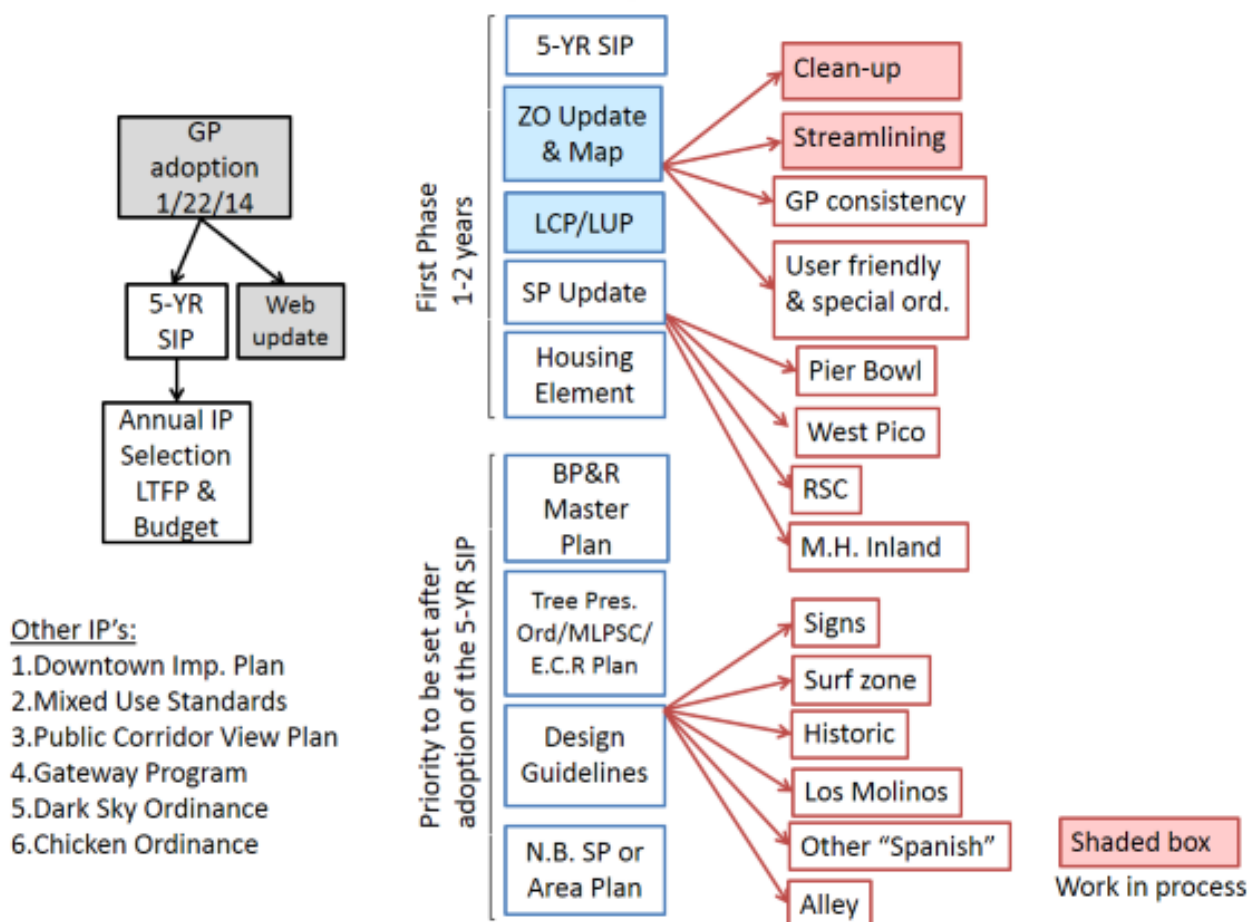 GP
adoption
1/22/14
5-YR
SIP
Web
update
Annual IP
Selection
LTFP &
Budget
Other IP's:
1.Downtown Imp. Plan
2.Mixed Use Standards
3.Public Corridor View Plan
4.Gateway Program
5.Dark Sky Ordinance
6.Chicken Ordinance
First Phase
1-2 years
5-YR SIP
ZO Update
& Map
LCP/LUP
SP Update
Housing
Element
Clean-up
Streamlining
GP consistency
User friendly
& special ord.
Pier Bowl
West Pico
RSC
M.H. Inland
Priority to be set after
adoption of the 5-YR SIP
BP&R
Master
Plan
Tree Pres.
Ord/MLPSC/
E.C.R Plan
Design
Guidelines
N.B. SP or
Area Plan
Signs
Surf zone
Historic
Los Molinos
Other “Spanish”
Alley
Shaded box
Work in process